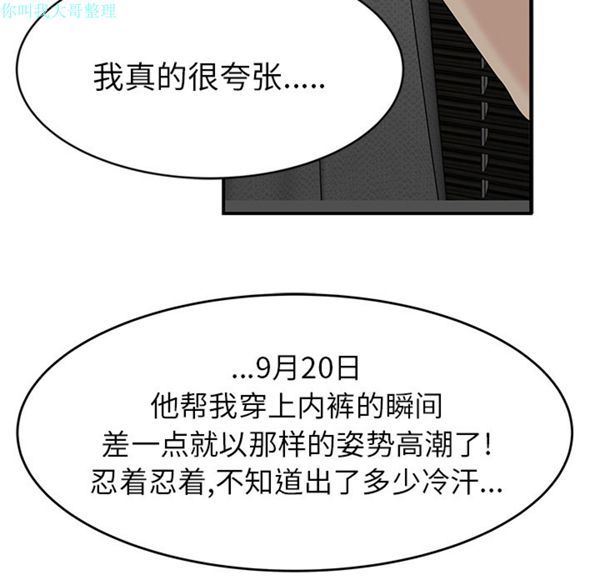 你叫我大哥整理
我真的很夸张.....
...9月20日
他帮我穿上内裤的瞬间
差一点就以那样的姿势高潮了!
忍着忍着,不知道出了多少冷汗...